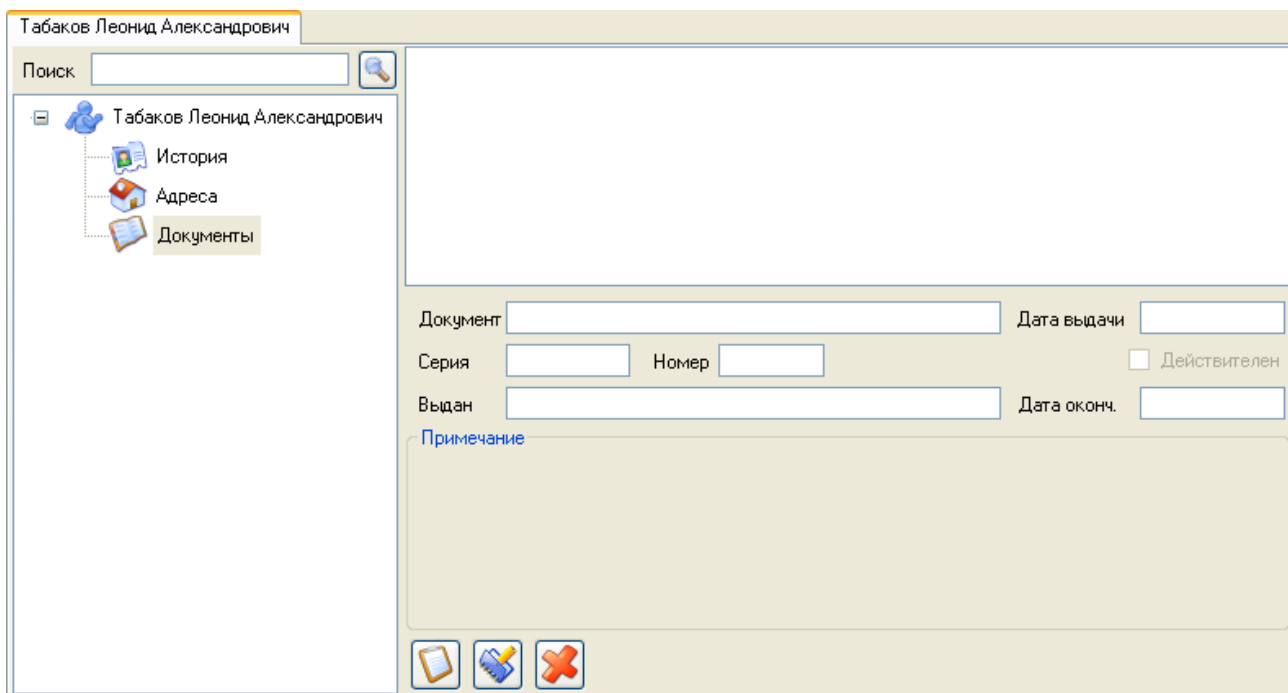 Табаков Леонид Александрович
Поиск
Табаков Леонид Александрович
История
Адреса
Документы
Документ Дата выдачи
Серия Номер Действителен
Выдан Дата оконч.
Примечание